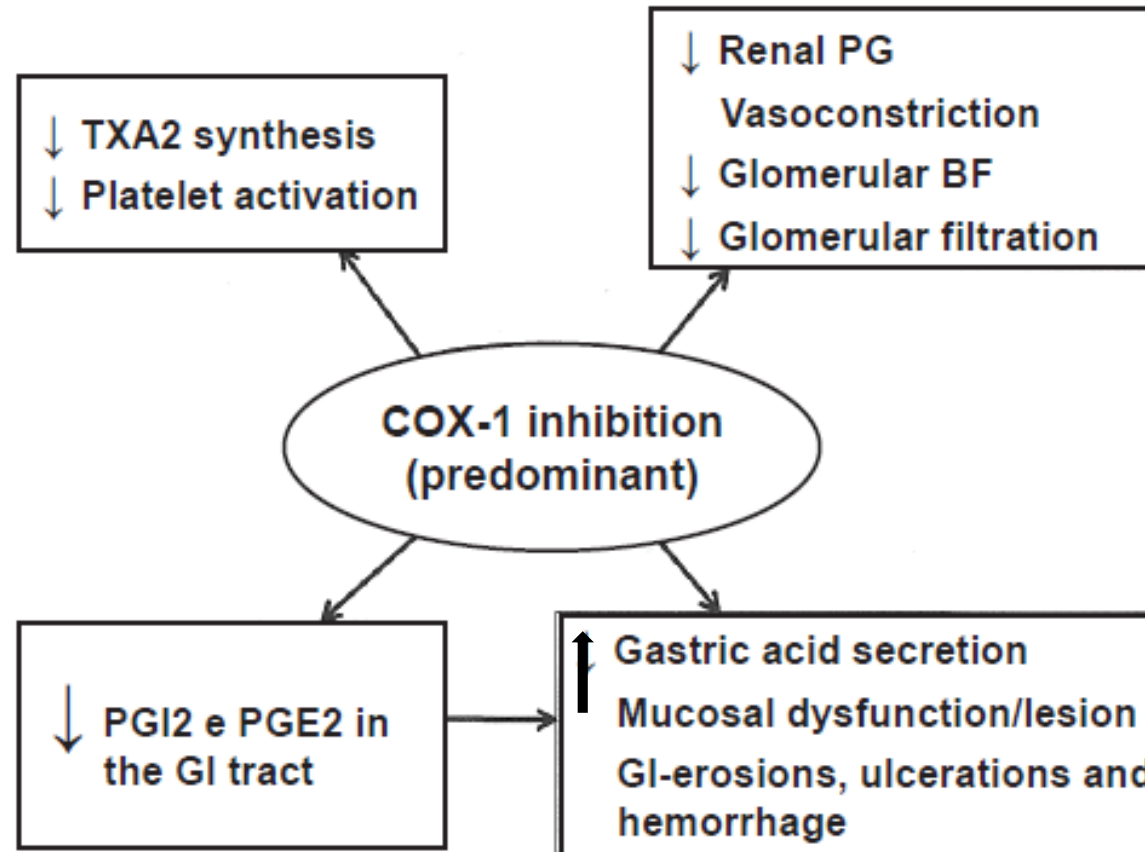 ↓ TXA2 synthesis
↓ Platelet activation
↓ Renal PG
Vasoconstriction
↓ Glomerular BF
↓ Glomerular filtration
COX-1 inhibition
(predominant)
↓ PGI2 e PGE2 in
the GI tract
↑ Gastric acid secretion
Mucosal dysfunction/lesion
GI-erosions, ulcerations and
hemorrhage